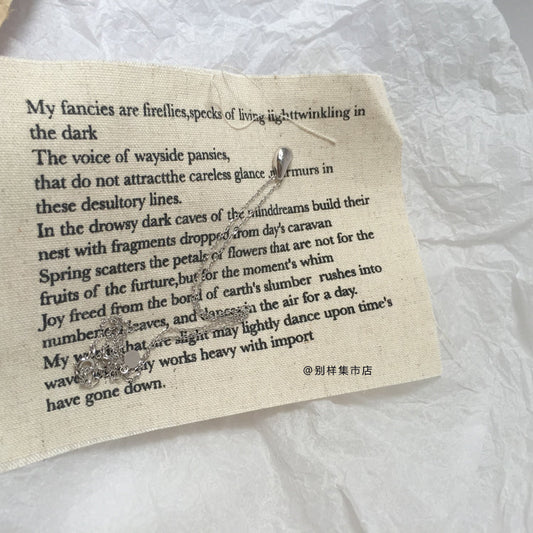 My fancies are fireflies,specks of living lighttwinkling in
the dark
The voice of wayside pansies,
that do not attractthe careless glance murmurs in
these desultory lines.
In the drowsy dark caves of the minddreams build their
nest with fragments dropped from day's caravan
Spring scatters the petals of flowers that are not for the
fruits of the furture,but for the moment's whim
Joy freed from the bond of earth's slumber rushes into
numberless leaves, and dances in the air for a day.
My words that are slight may lightly dance upon time's
waves my works heavy with import
have gone down.
@别样集市店